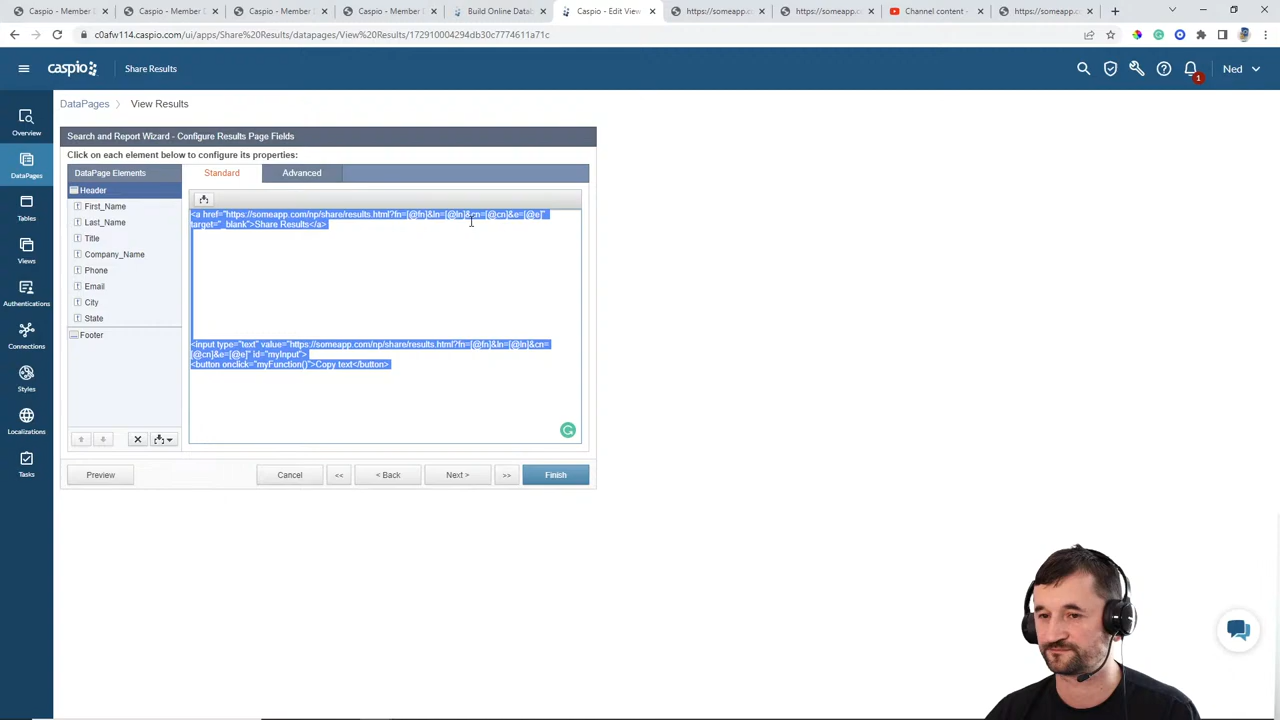 Caspio - Member D
Caspio - Member D
Caspio - Member D
Caspio - Member D
Build Online Datab
Caspio - Edit View
https://someapp.co
https://someapp.co
Channel content -
https://someapp.co
c0afw114.caspio.com/ui/apps/Share%20Results/datapages/View%20Results/172910004294db30c7774611a71c
caspio
Share Results
1
Ned
Overview
DataPages
Tables
Views
Authentications
Connections
Styles
Localizations
Tasks
DataPages > View Results
Search and Report Wizard - Configure Results Page Fields
Click on each element below to configure its properties:
DataPage Elements
Standard
Advanced
Header
First_Name
Last_Name
Title
Company_Name
Phone
Email
City
State
Footer
<a href="https://someapp.com/np/share/results.html?fn=[@fn]&ln=[@ln]&cn=[@cn]&e=[@e]"
target="_blank">Share Results</a>
<input type="text" value="https://someapp.com/np/share/results.html?fn=[@fn]&ln=[@ln]&cn=
[@cn]&e=[@e]" id="myInput">
<button onclick="myFunction()">Copy text</button>
Preview
Cancel
<<
< Back
Next >
>>
Finish